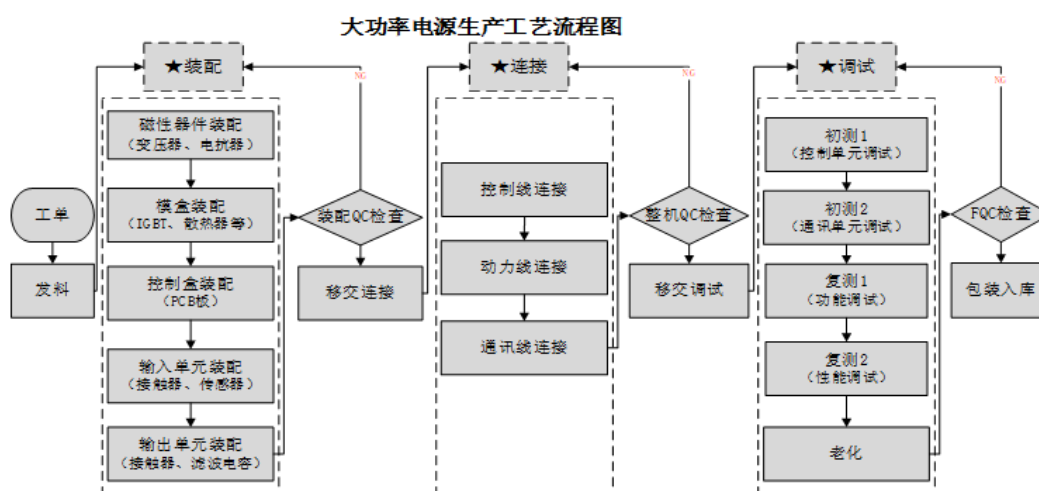 大功率电源生产工艺流程图
★装配
NG
★连接
NG
★调试
NG
工单
发料
磁性器件装配
（变压器、电抗器）
模盒装配
（IGBT、散热器等）
控制盒装配
（PCB板）
输入单元装配
（接触器、传感器）
输出单元装配
（接触器、滤波电容）
装配QC检查
移交连接
控制线连接
动力线连接
通讯线连接
整机QC检查
移交调试
初测1
（控制单元调试）
初测2
（通讯单元调试）
复测1
（功能调试）
复测2
（性能调试）
老化
FQC检查
包装入库